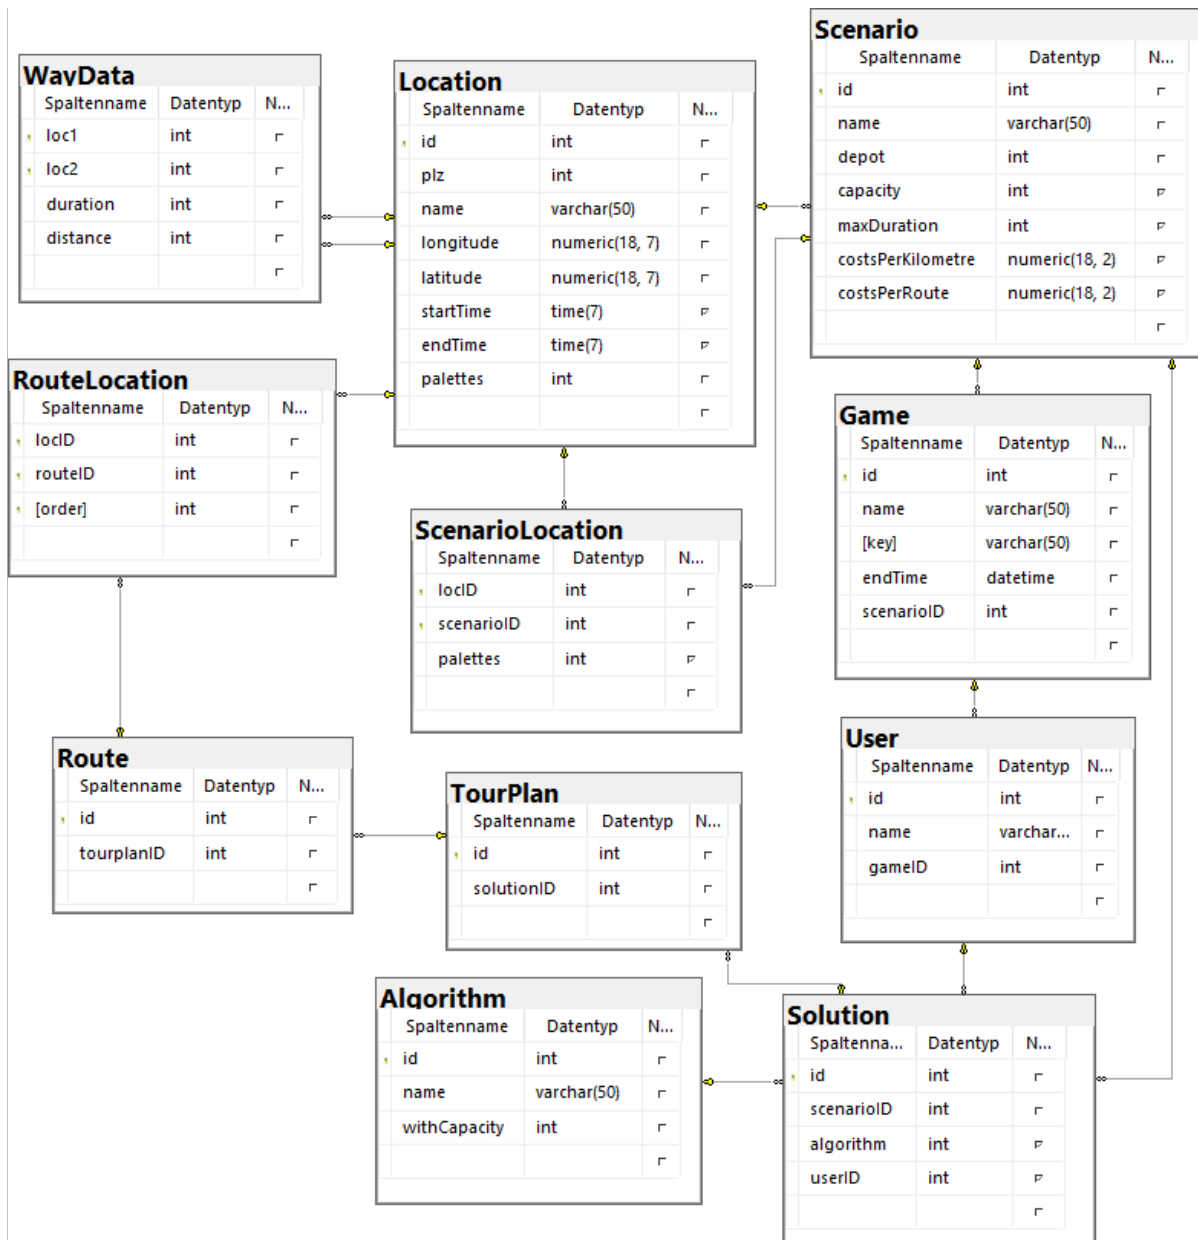 WayData
Spaltenname Datentyp N...
loc1 int
loc2 int
duration int
distance int
Location
Spaltenname Datentyp N...
id int
plz int
name varchar(50)
longitude numeric(18, 7)
latitude numeric(18, 7)
startTime time(7)
endTime time(7)
palettes int
Scenario
Spaltenname Datentyp N...
id int
name varchar(50)
depot int
capacity int
maxDuration int
costsPerKilometre numeric(18, 2)
costsPerRoute numeric(18, 2)
RouteLocation
Spaltenname Datentyp N...
locID int
routeID int
[order] int
ScenarioLocation
Spaltenname Datentyp N...
locID int
scenarioID int
palettes int
Game
Spaltenname Datentyp N...
id int
name varchar(50)
[key] varchar(50)
endTime datetime
scenarioID int
Route
Spaltenname Datentyp N...
id int
tourplanID int
TourPlan
Spaltenname Datentyp N...
id int
solutionID int
User
Spaltenname Datentyp N...
id int
name varchar...
gameID int
Algorithm
Spaltenname Datentyp N...
id int
name varchar(50)
withCapacity int
Solution
Spaltenna... Datentyp N...
id int
scenarioID int
algorithm int
userID int